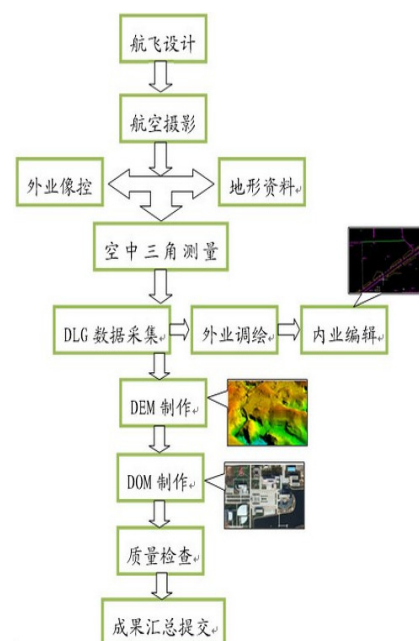 航飞设计
航空摄影
外业像控
地形资料
空中三角测量
DLG 数据采集
外业调绘
内业编辑
DEM 制作
DOM 制作
质量检查
成果汇总提交